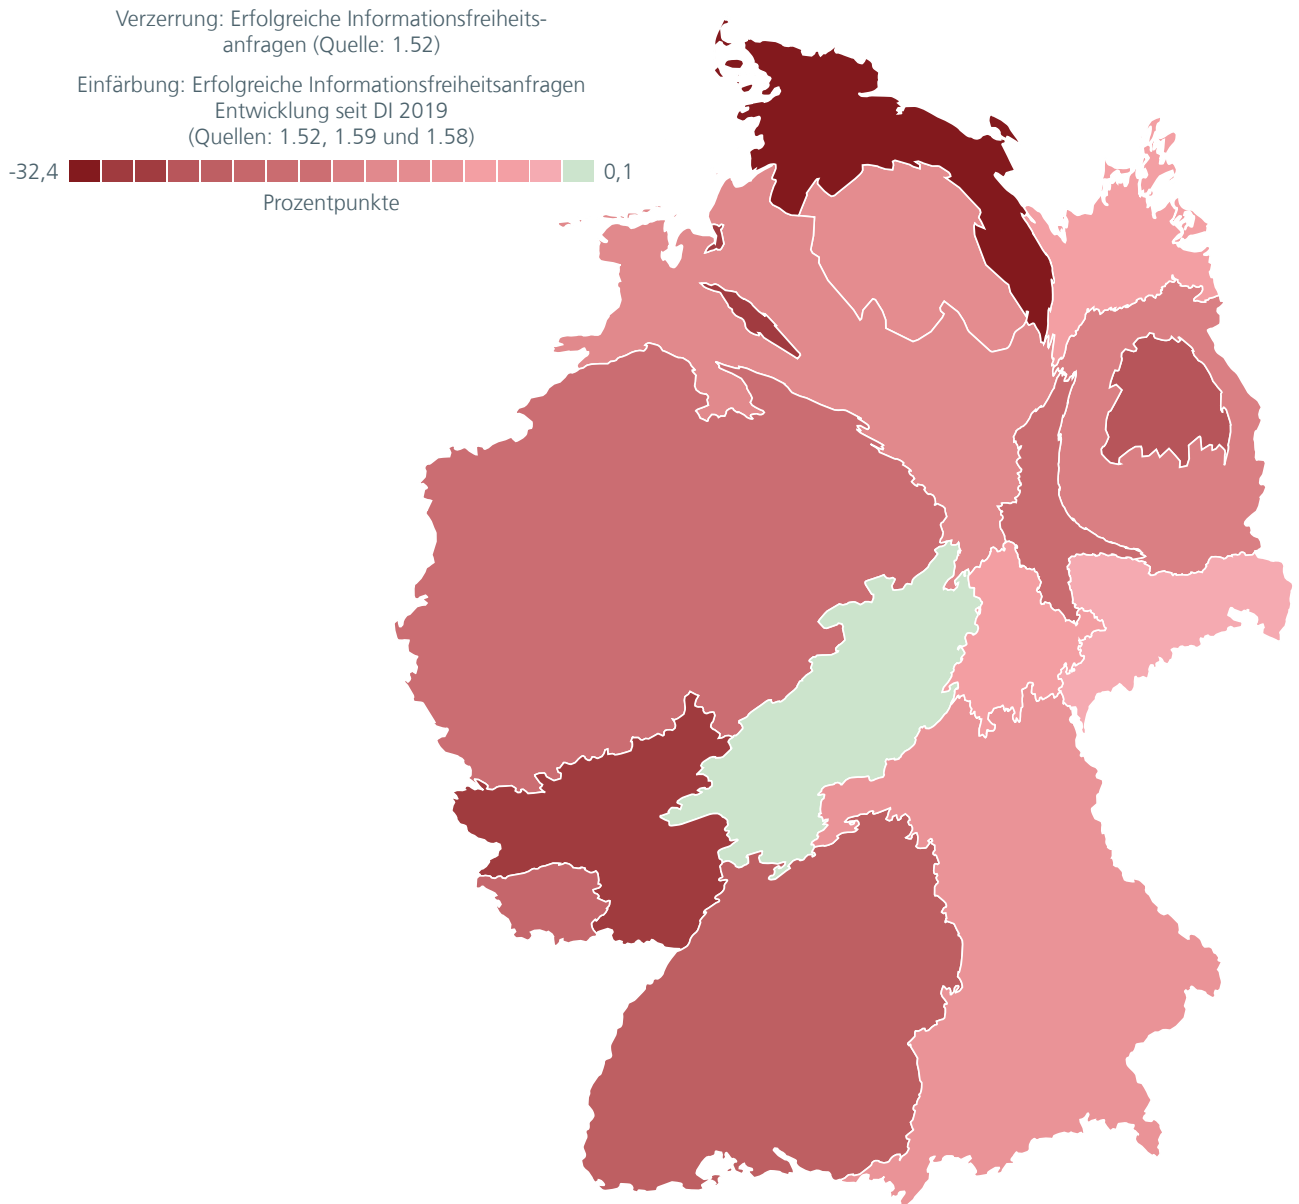 Verzerrung: Erfolgreiche Informationsfreiheits-
anfragen (Quelle: 1.52)
Einfärbung: Erfolgreiche Informationsfreiheitsanfragen
Entwicklung seit DI 2019
(Quellen: 1.52, 1.59 und 1.58)
-32,4 0,1
Prozentpunkte